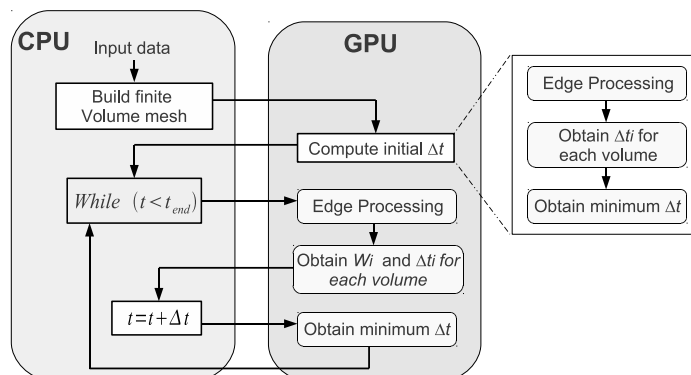 CPU
Input data
Build finite
Volume mesh
While (t < t_end)
t=t+Δt
GPU
Compute initial Δt
Edge Processing
Obtain Wi and Δti for
each volume
Obtain minimum Δt
Edge Processing
Obtain Δti for
each volume
Obtain minimum Δt